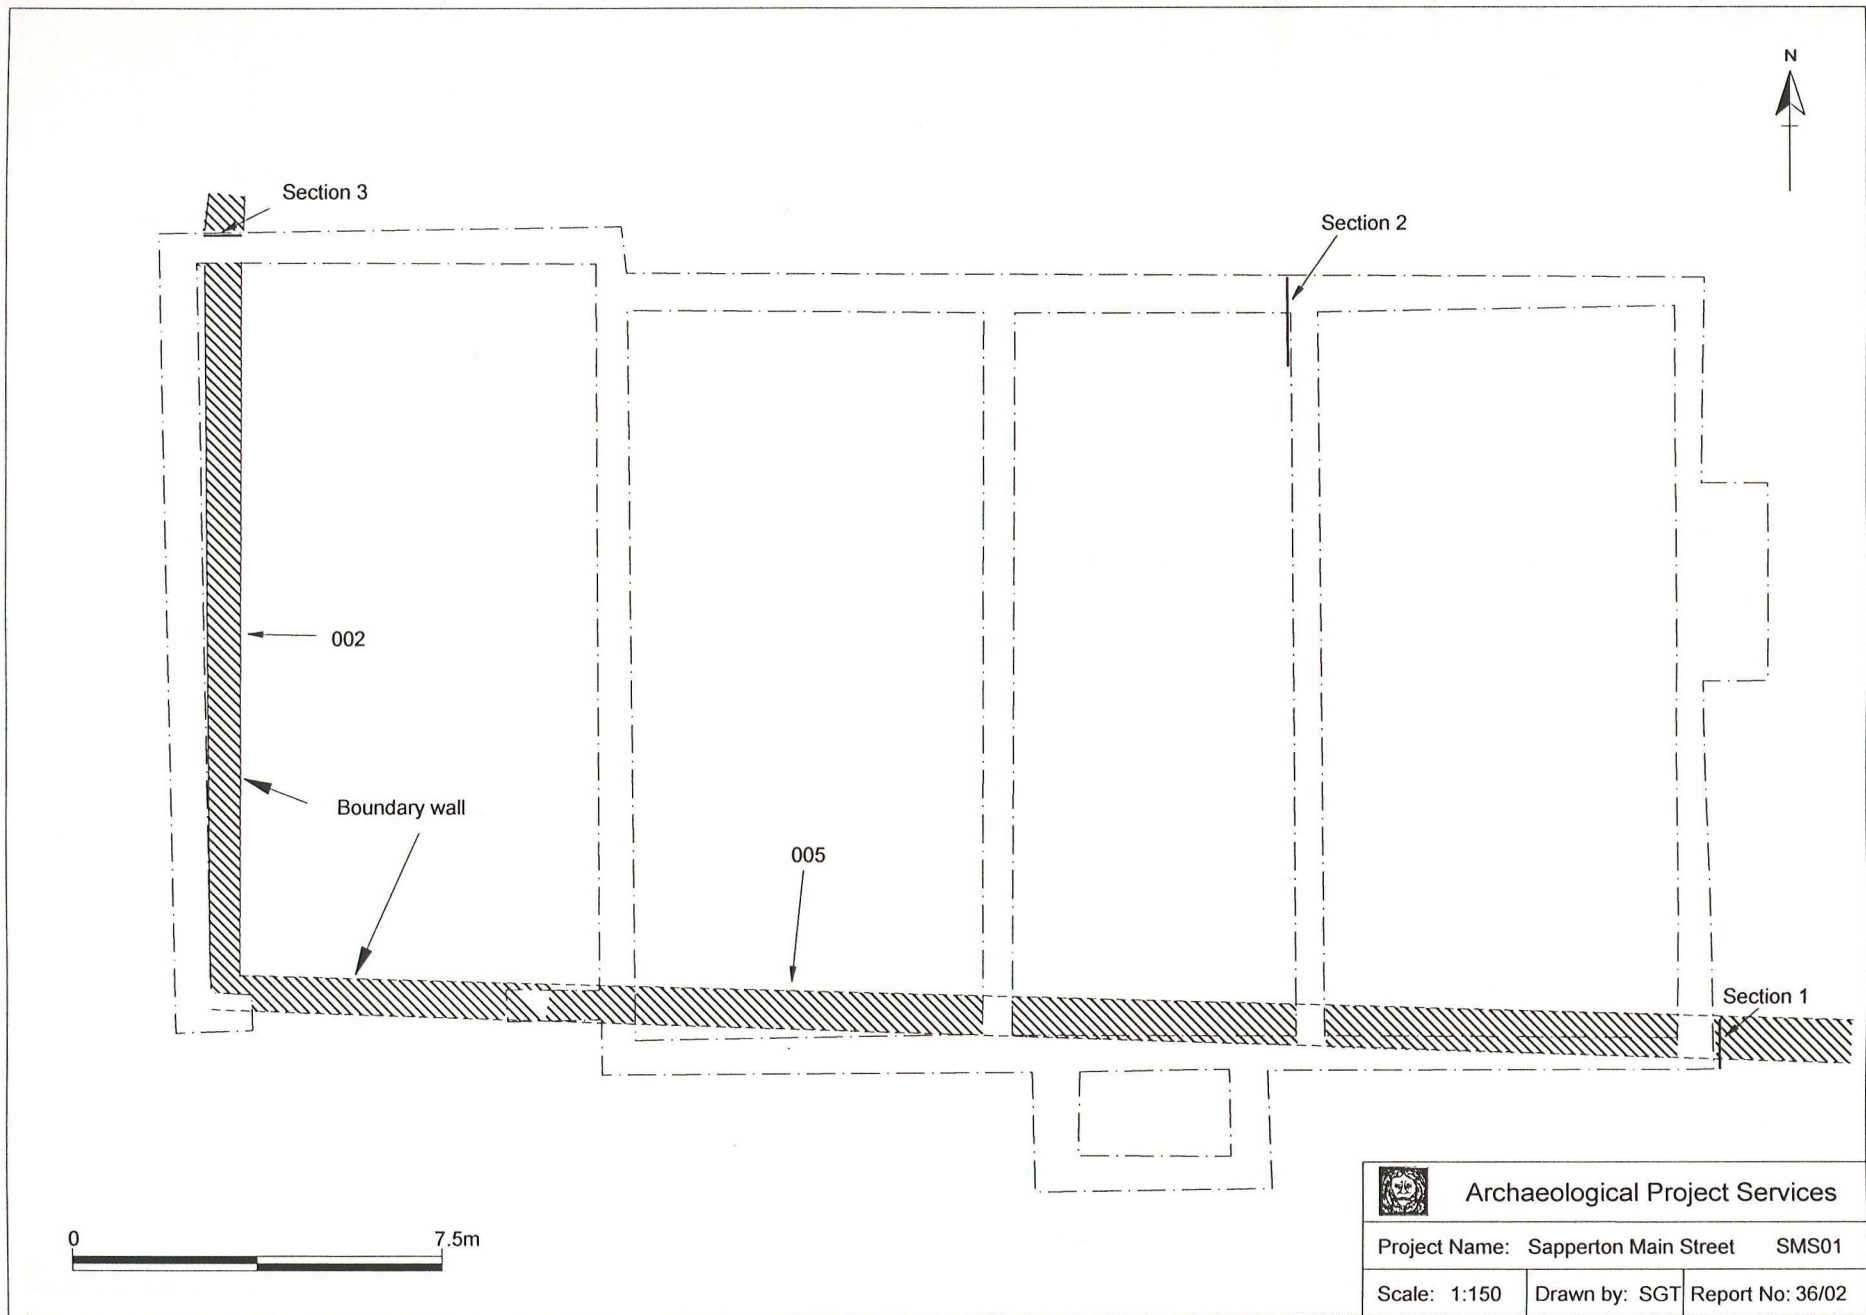 N
Section 3
Section 2
002
Boundary wall
005
Section 1
0 7.5m
Archaeological Project Services
Project Name: Sapperton Main Street SMS01
Scale: 1:150 Drawn by: SGT Report No: 36/02